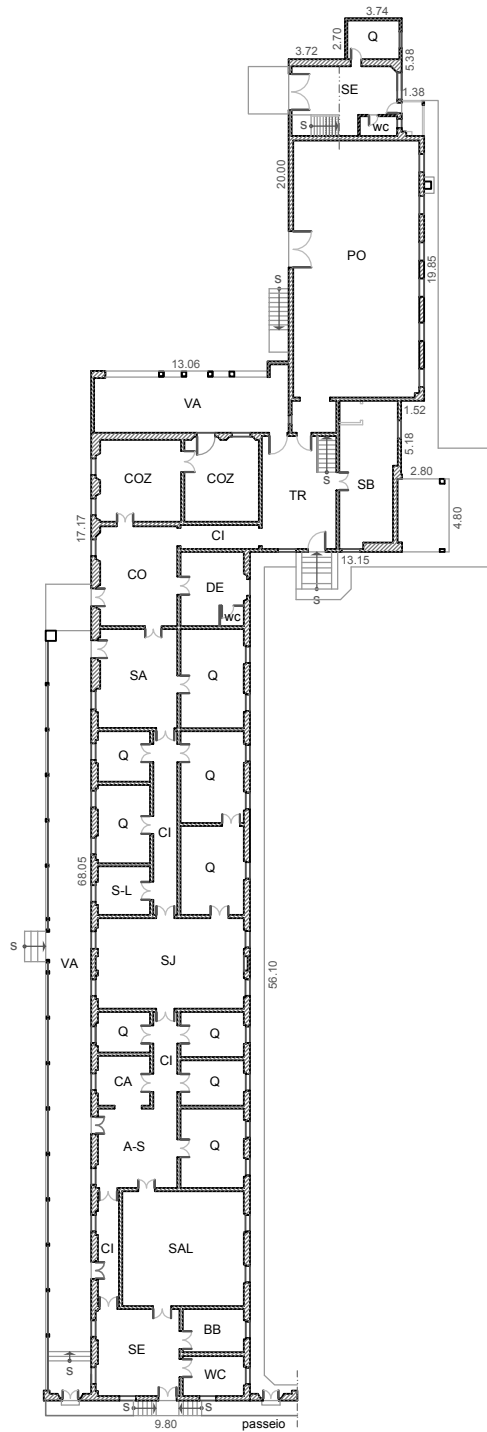 3.74
2.70
Q
5.38
3.72
SE
1.38
S
wc
20.00
PO
19.85
S
13.06
VA
1.52
5.18
COZ
COZ
TR
S
SB
2.80
4.80
17.17
CI
13.15
CO
DE
S
wc
SA
Q
Q
Q
CI
Q
68.05
Q
S-L
S
VA
SJ
56.10
Q
CI
Q
CA
Q
A-S
Q
CI
SAL
SE
BB
S
WC
S
S
9.80
passeio